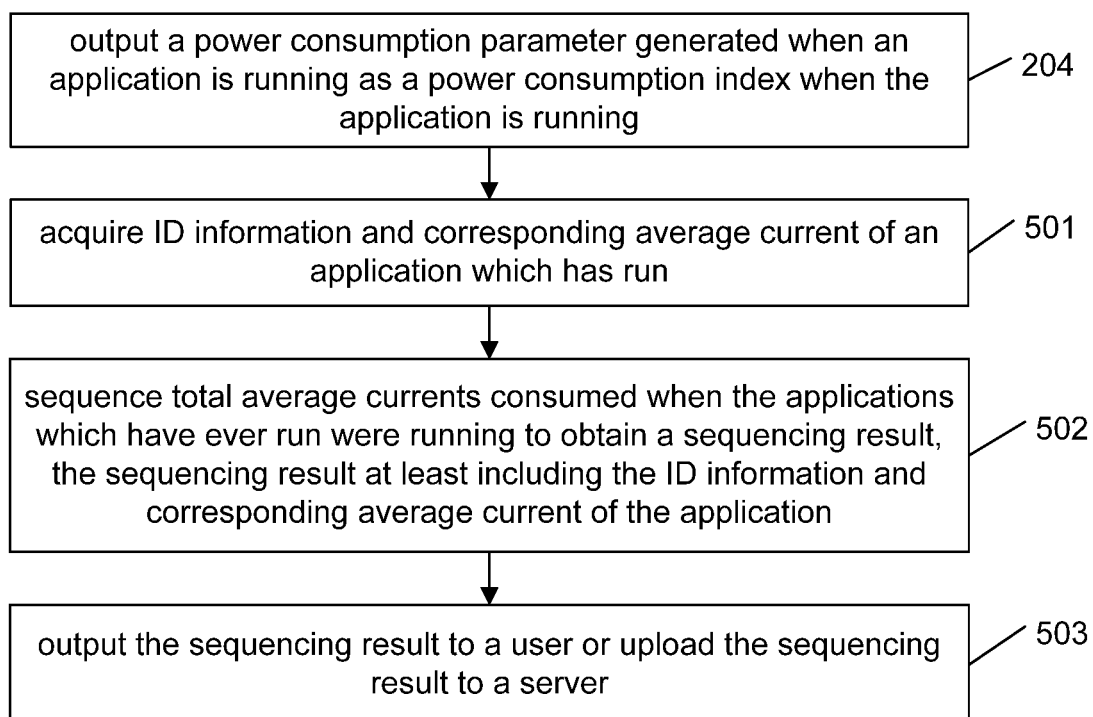 output a power consumption parameter generated when an
application is running as a power consumption index when the
application is running
204
acquire ID information and corresponding average current of an
application which has run
501
sequence total average currents consumed when the applications
which have ever run were running to obtain a sequencing result,
the sequencing result at least including the ID information and
corresponding average current of the application
502
output the sequencing result to a user or upload the sequencing
result to a server
503